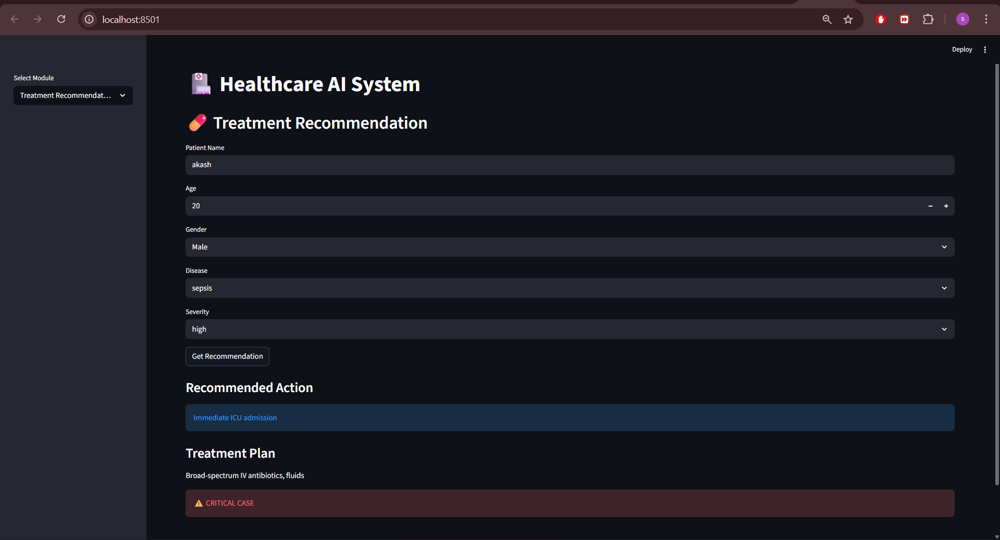 localhost:8501
S
Deploy
Select Module
Treatment Recommendat...
Healthcare AI System
Treatment Recommendation
Patient Name
akash
Age
20
Gender
Male
Disease
sepsis
Severity
high
Get Recommendation
Recommended Action
Immediate ICU admission
Treatment Plan
Broad-spectrum IV antibiotics, fluids
CRITICAL CASE